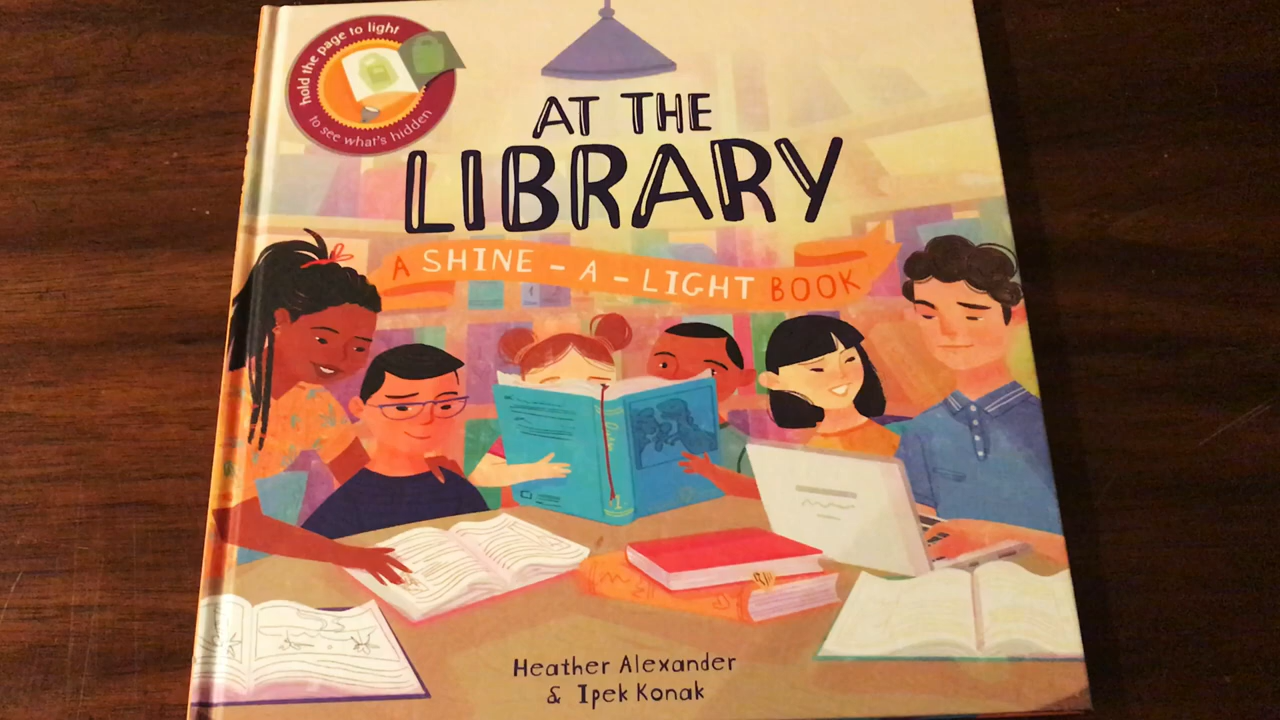 hold the page to light
to see what's hidden
AT THE
LIBRARY
A SHINE-A-LIGHT BOOK
Heather Alexander
& Ipek Konak